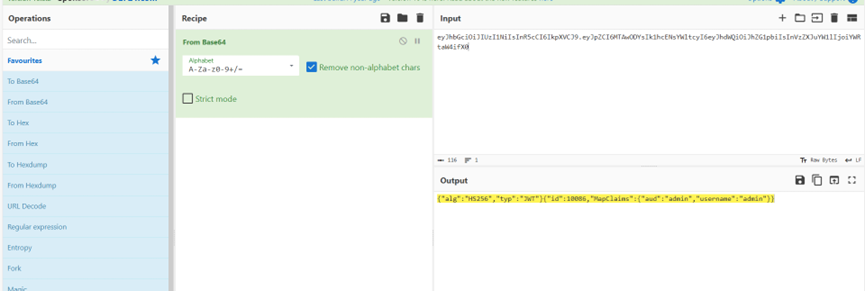 Operations
Recipe
Input
Search...
Favourites
To Base64
From Base64
To Hex
From Hex
To Hexdump
From Hexdump
URL Decode
Regular expression
Entropy
Fork
Magic
From Base64
Alphabet
A-Za-z0-9+/=
Remove non-alphabet chars
Strict mode
eyJhbGciOiJIUzI1NiIsInR5cCI6IkpXVCJ9.eyJpZCI6MTAwODYsIk1hcENsYWltcyI6eyJhdWQiOiJhZG1pbiIsInVzZXJuYW1lIjoiYWR
taW4ifX0
116 1
Raw Bytes LF
Output
{"alg":"HS256","typ":"JWT"}{"id":10086,"MapClaims":{"aud":"admin","username":"admin"}}